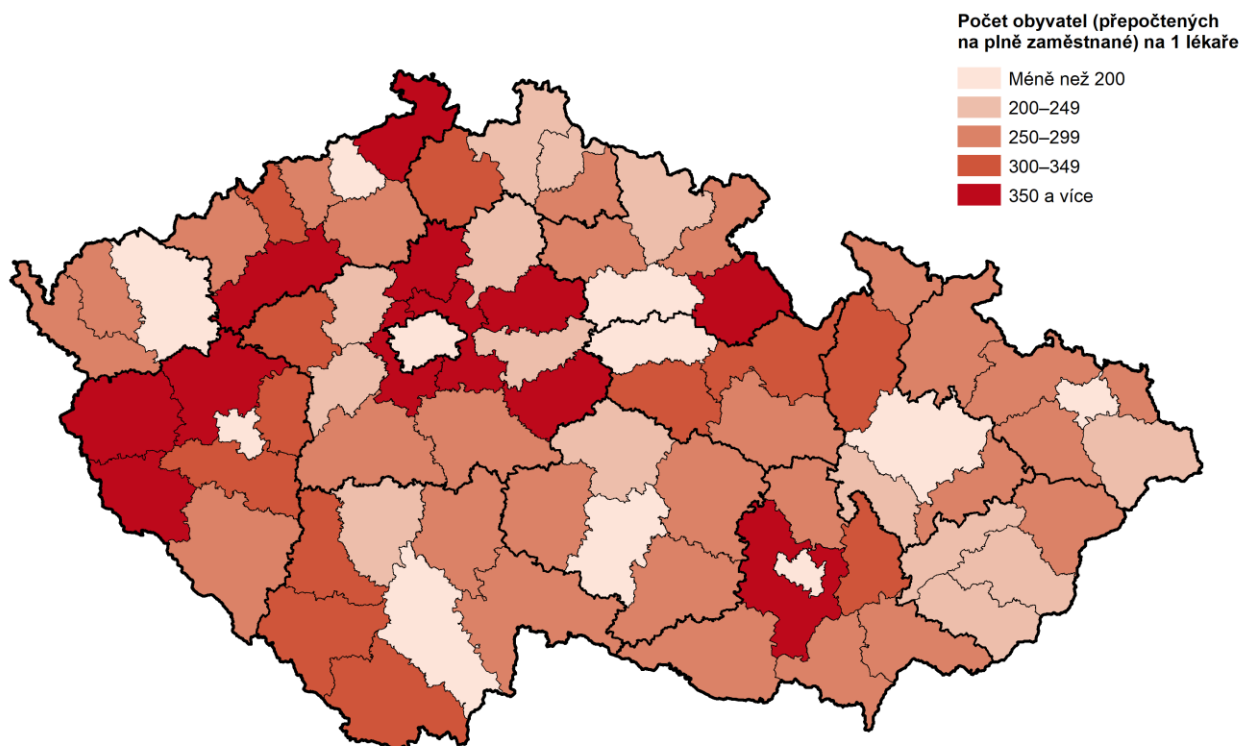 Počet obyvatel (přepočtených
na plně zaměstnané) na 1 lékaře
Méně než 200
200–249
250–299
300–349
350 a více